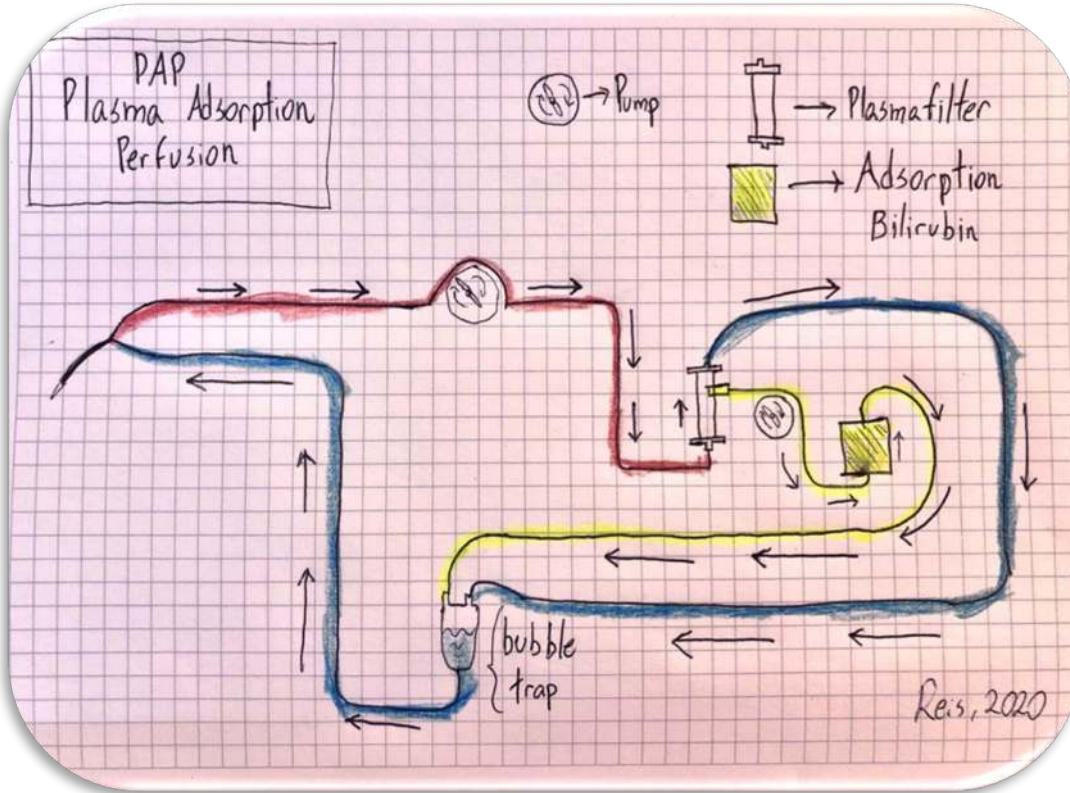 PAP
Plasma Adsorption
Perfusion
Pump
Plasmafilter
Adsorption
Bilirubin
bubble
trap
Reis, 2020